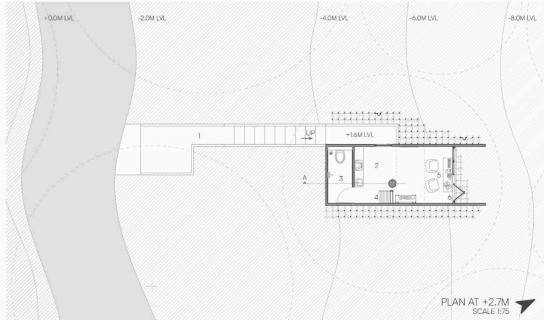 +0.0M LVL
-2.0M LVL
-4.0M LVL
-6.0M LVL
-8.0M LVL
1
UP
+1.6M LVL
2
A
3
4
5
6
PLAN AT +2.7M
SCALE 1:75